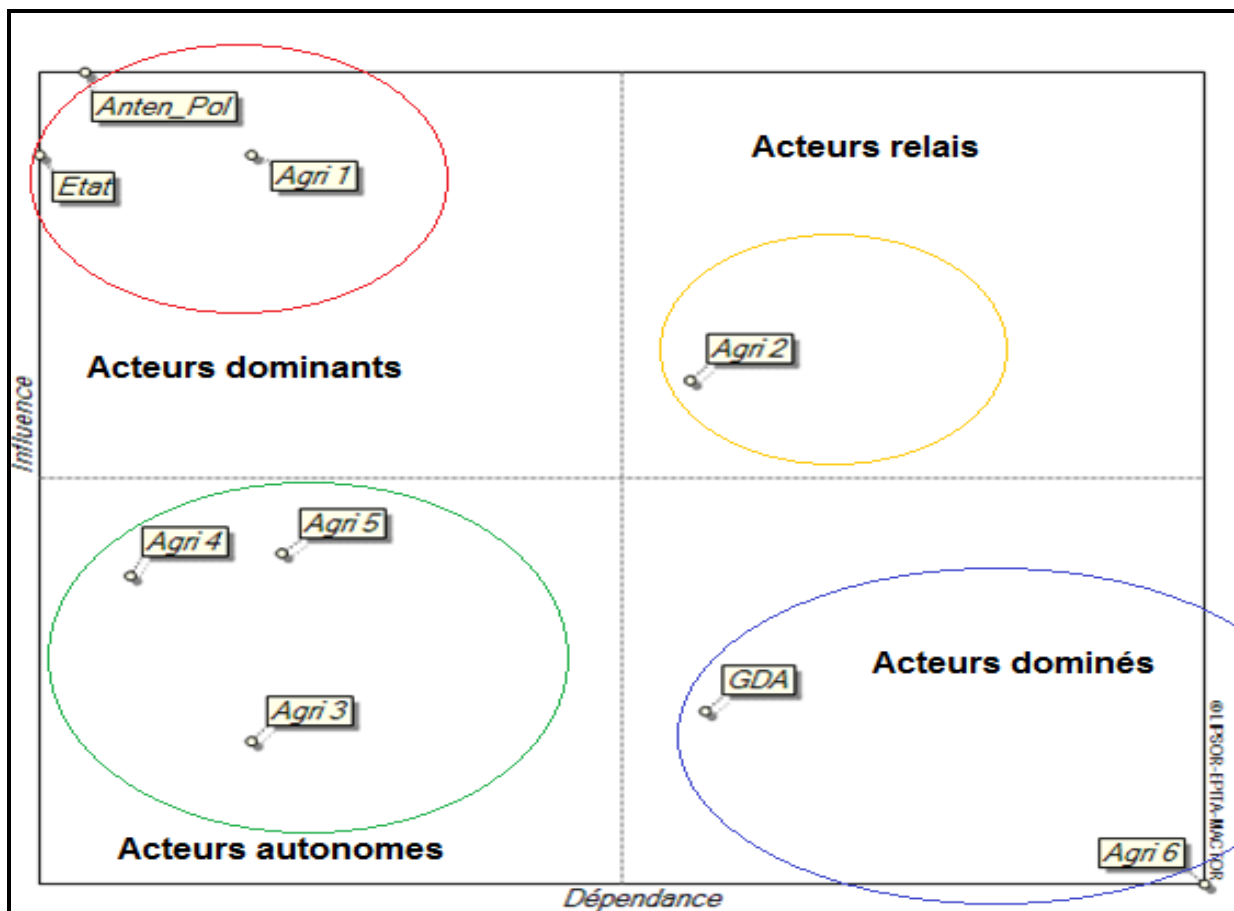 Anten_Pol
Etat
Agri 1
Acteurs relais
Agri 2
Acteurs dominants
Influence
Agri 4
Agri 5
Agri 3
Acteurs autonomes
GDA
Acteurs dominés
Agri 6
Dépendance
@LIPSOR-EPITA-MACTOR